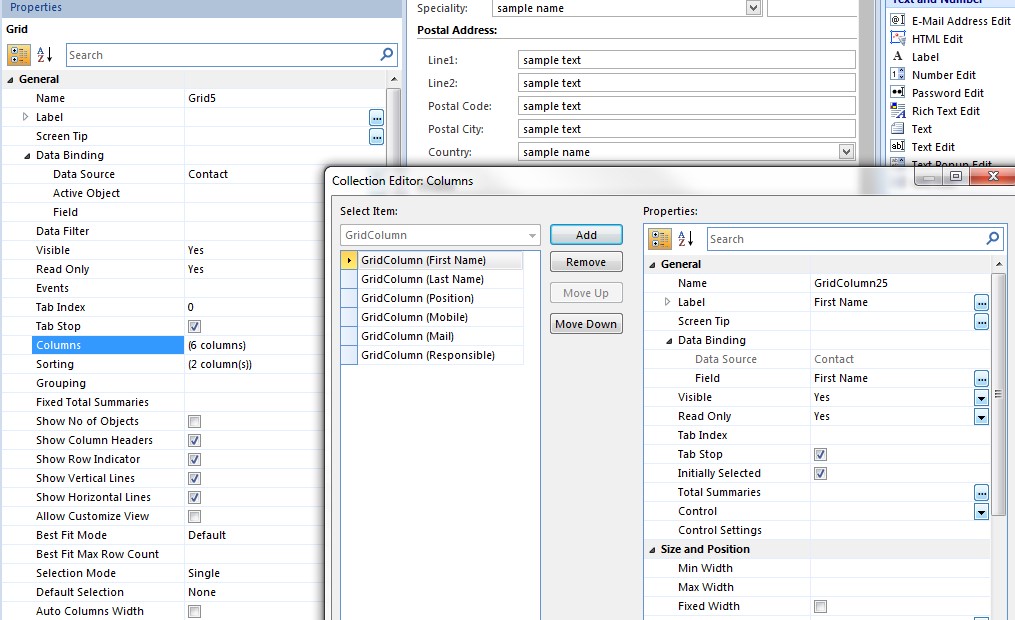 Properties
Grid
Search
General
Name Grid5
Label ...
Screen Tip ...
Data Binding
Data Source Contact
Active Object
Field
Data Filter
Visible Yes
Read Only Yes
Events
Tab Index 0
Tab Stop
Columns (6 columns)
Sorting (2 column(s))
Grouping
Fixed Total Summaries
Show No of Objects
Show Column Headers
Show Row Indicator
Show Vertical Lines
Show Horizontal Lines
Allow Customize View
Best Fit Mode Default
Best Fit Max Row Count
Selection Mode Single
Default Selection None
Auto Columns Width
Speciality: sample name
Postal Address:
Line1: sample text
Line2: sample text
Postal Code: sample text
Postal City: sample text
Country: sample name
Text and Number
E-Mail Address Edit
HTML Edit
Label
Number Edit
Password Edit
Rich Text Edit
Text
Text Edit
Text Popup Edit
Collection Editor: Columns
Select Item:
GridColumn
GridColumn (First Name)
GridColumn (Last Name)
GridColumn (Position)
GridColumn (Mobile)
GridColumn (Mail)
GridColumn (Responsible)
Add
Remove
Move Up
Move Down
Properties:
Search
General
Name GridColumn25
Label First Name ...
Screen Tip ...
Data Binding
Data Source Contact
Field First Name ...
Visible Yes
Read Only Yes
Tab Index
Tab Stop
Initially Selected
Total Summaries ...
Control
Control Settings
Size and Position
Min Width
Max Width
Fixed Width